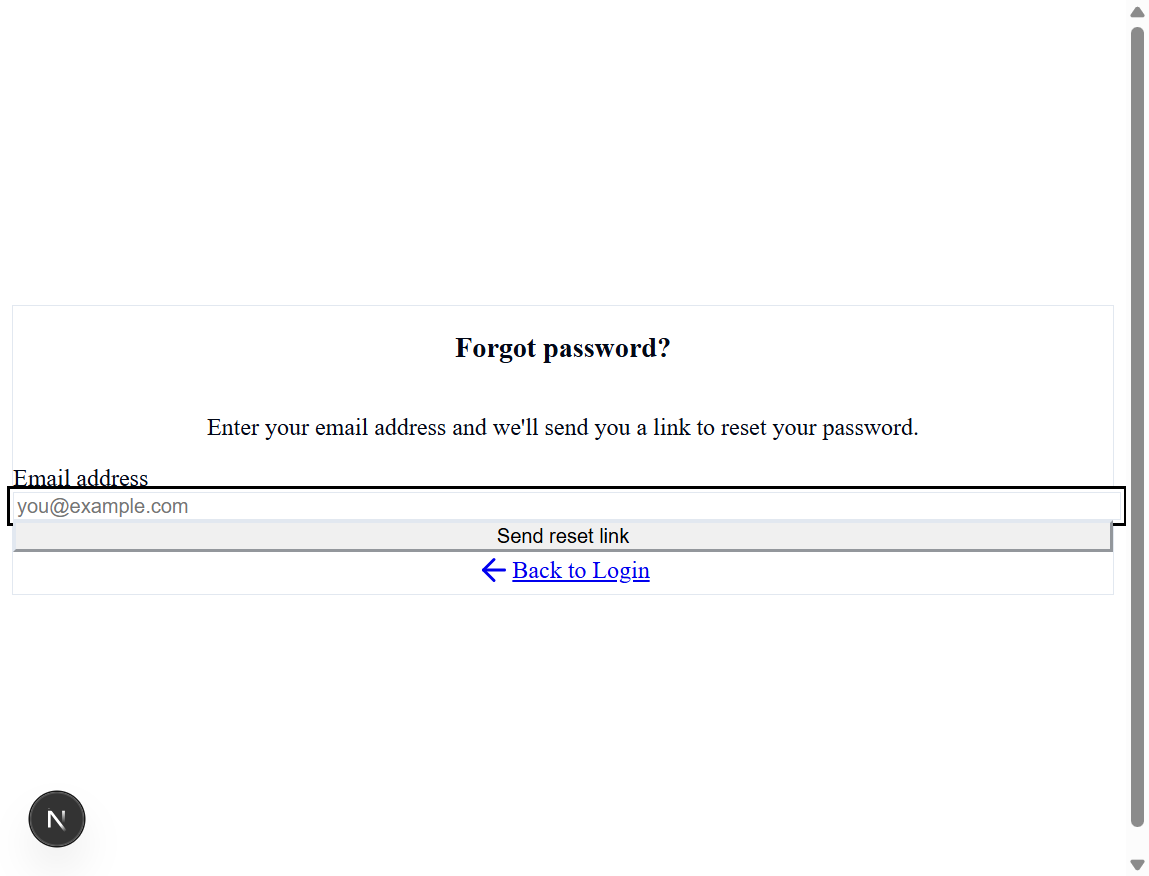 Forgot password?
Enter your email address and we'll send you a link to reset your password.
Email address
you@example.com
Send reset link
Back to Login
N